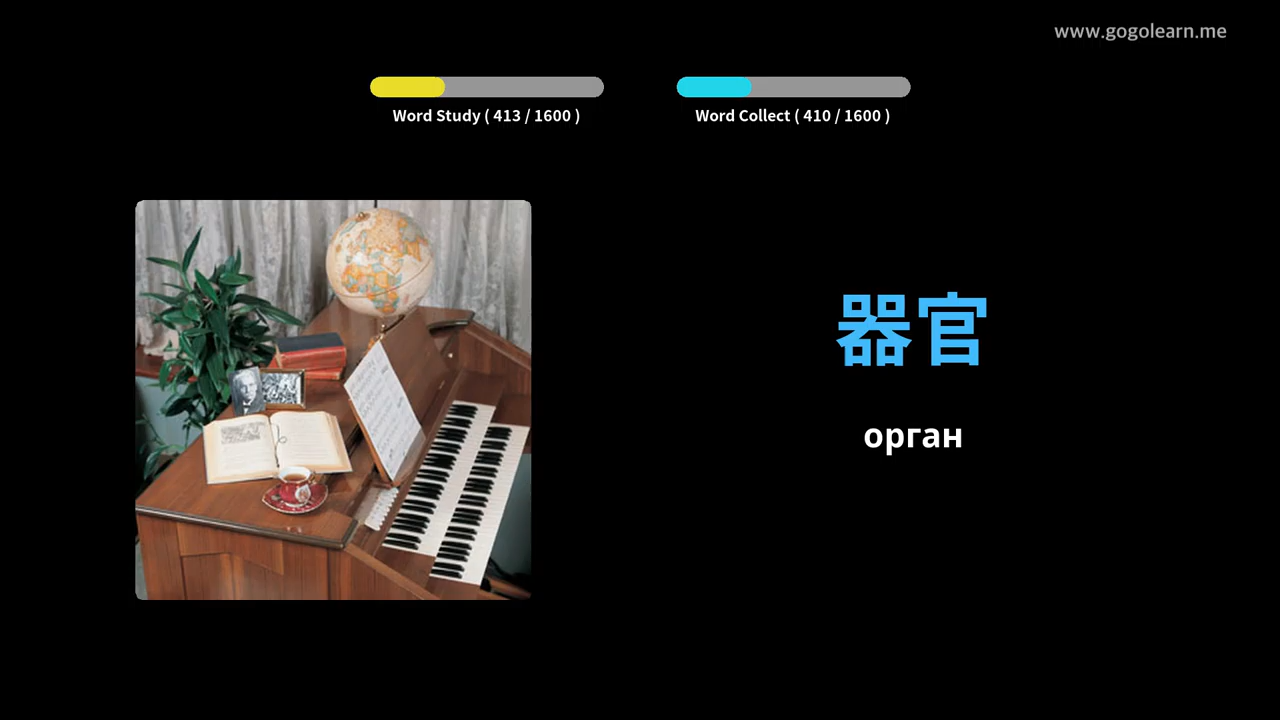 www.gogolearn.me
Word Study ( 413 / 1600 )
Word Collect ( 410 / 1600 )
器官
орган